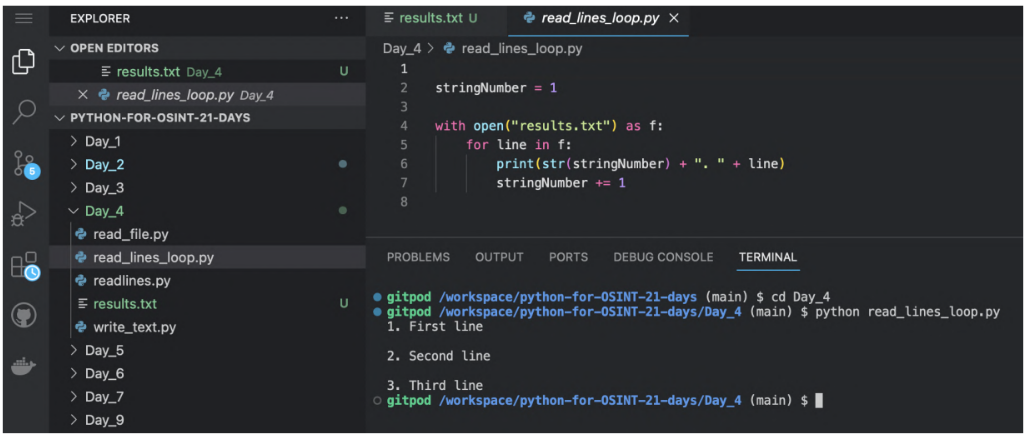 EXPLORER
...
OPEN EDITORS
results.txt Day_4 U
read_lines_loop.py Day_4
PYTHON-FOR-OSINT-21-DAYS
Day_1
Day_2
Day_3
Day_4
read_file.py
read_lines_loop.py
readlines.py
results.txt U
write_text.py
Day_5
Day_6
Day_7
Day_9
5
results.txt U
read_lines_loop.py
Day_4 > read_lines_loop.py
1
2 stringNumber = 1
3
4 with open("results.txt") as f:
5 for line in f:
6 print(str(stringNumber) + ". " + line)
7 stringNumber += 1
8
PROBLEMS OUTPUT PORTS DEBUG CONSOLE TERMINAL
gitpod /workspace/python-for-OSINT-21-days (main) $ cd Day_4
gitpod /workspace/python-for-OSINT-21-days/Day_4 (main) $ python read_lines_loop.py
1. First line
2. Second line
3. Third line
gitpod /workspace/python-for-OSINT-21-days/Day_4 (main) $